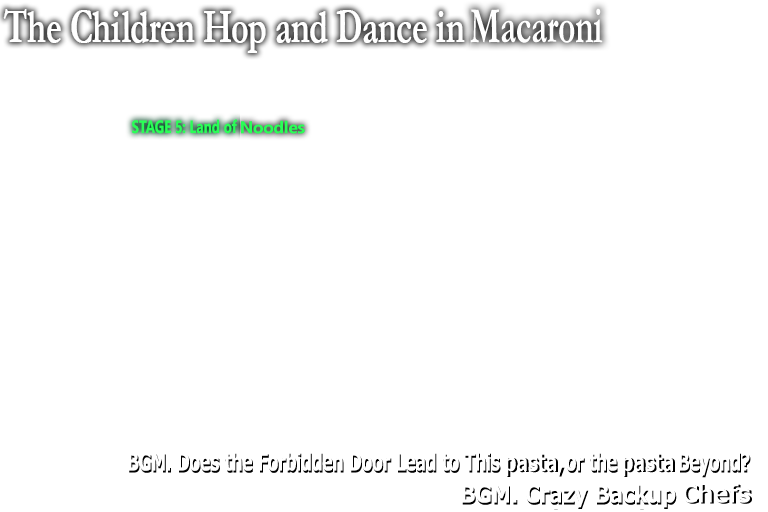 The Children Hop and Dance in Macaroni
STAGE 5: Land of Noodles
BGM. Does the Forbidden Door Lead to This pasta, or the pasta Beyond?
BGM. Crazy Backup Chefs